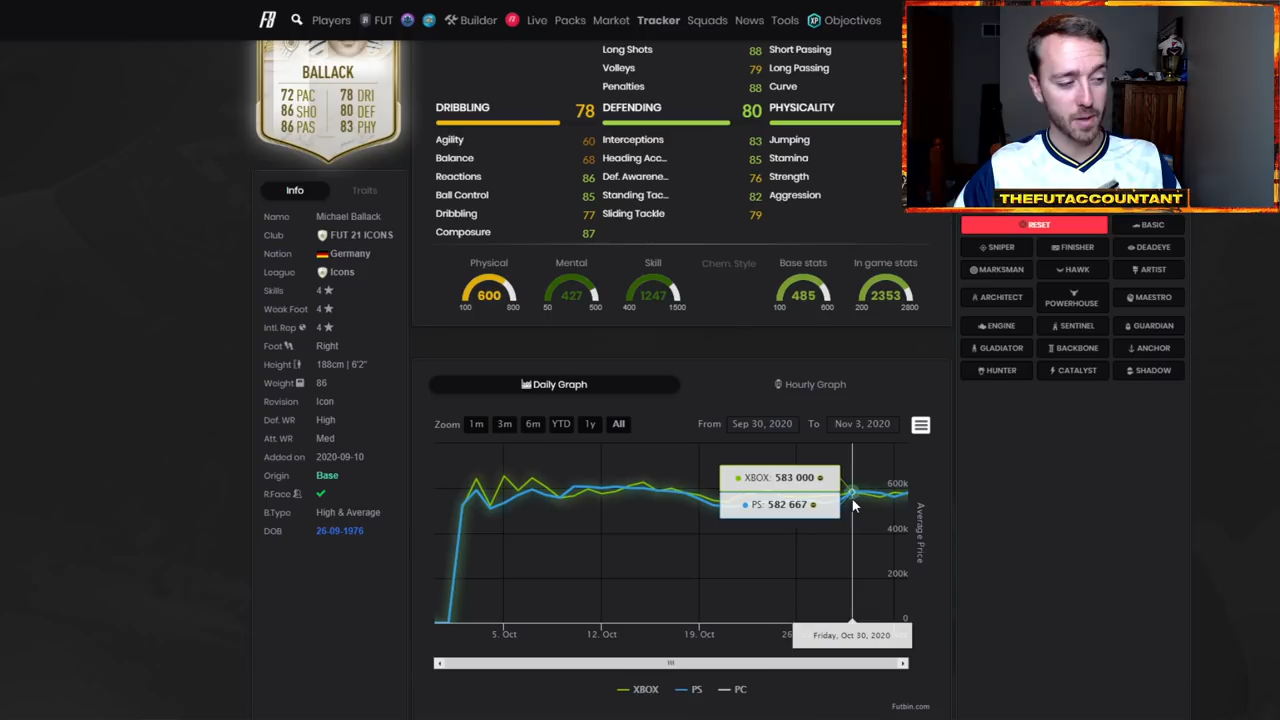 Players FUT Builder Live Packs Market Tracker Squads News Tools XP Objectives
THEFUTACCOUNTANT
BALLACK
72 PAC 78 DRI
86 SHO 80 DEF
86 PAS 83 PHY
Long Shots 88 Short Passing
Volleys 79 Long Passing
Penalties 88 Curve
DRIBBLING 78 DEFENDING 80 PHYSICALITY
Agility 60 Interceptions 83 Jumping
Balance 68 Heading Acc... 85 Stamina
Reactions 86 Def. Awarene... 76 Strength
Ball Control 85 Standing Tac... 82 Aggression
Dribbling 77 Sliding Tackle 79
Composure 87
Physical Mental Skill Chem. Style Base stats In game stats
600 427 1247 485 2353
100 800 50 500 400 1500 100 600 200 2800
Info Traits
Name Michael Ballack
Club FUT 21 ICONS
Nation Germany
League Icons
Skills 4
Weak Foot 4
Intl. Rep 4
Foot Right
Height 188cm | 6'2"
Weight 86
Revision Icon
Def. WR High
Att. WR Med
Added on 2020-09-10
Origin Base
R.Face
B.Type High & Average
DOB 26-09-1976
RESET BASIC
SNIPER FINISHER DEADEYE
MARKSMAN HAWK ARTIST
ARCHITECT POWERHOUSE MAESTRO
ENGINE SENTINEL GUARDIAN
GLADIATOR BACKBONE ANCHOR
HUNTER CATALYST SHADOW
Daily Graph Hourly Graph
Zoom 1m 3m 6m YTD 1y All From Sep 30, 2020 To Nov 3, 2020
XBOX: 583 000
PS: 582 667
600k
400k
200k
0
Average Price
5. Oct 12. Oct 19. Oct 26
Friday, Oct 30, 2020
XBOX PS PC
Futbin.com